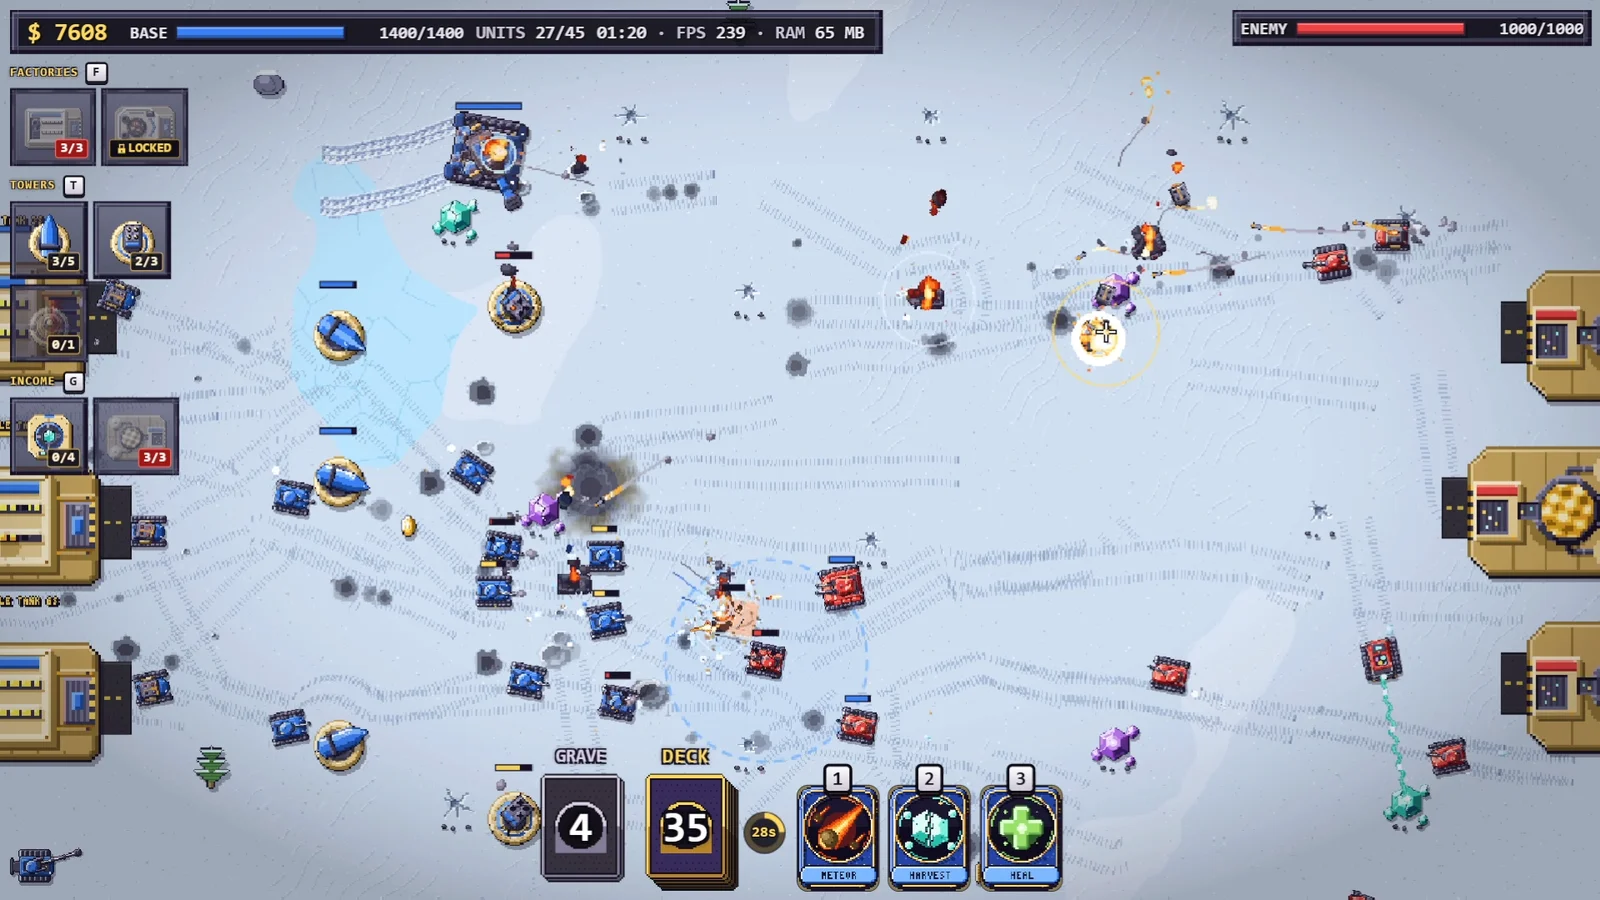 $ 7608 BASE 1400/1400 UNITS 27/45 01:20 · FPS 239 · RAM 65 MB
ENEMY 1000/1000
FACTORIES F
3/3
LOCKED
TOWERS T
3/5
2/3
0/1
INCOME G
0/4
3/3
GRAVE
4
DECK
35
28s
1
METEOR
2
HARVEST
3
HEAL